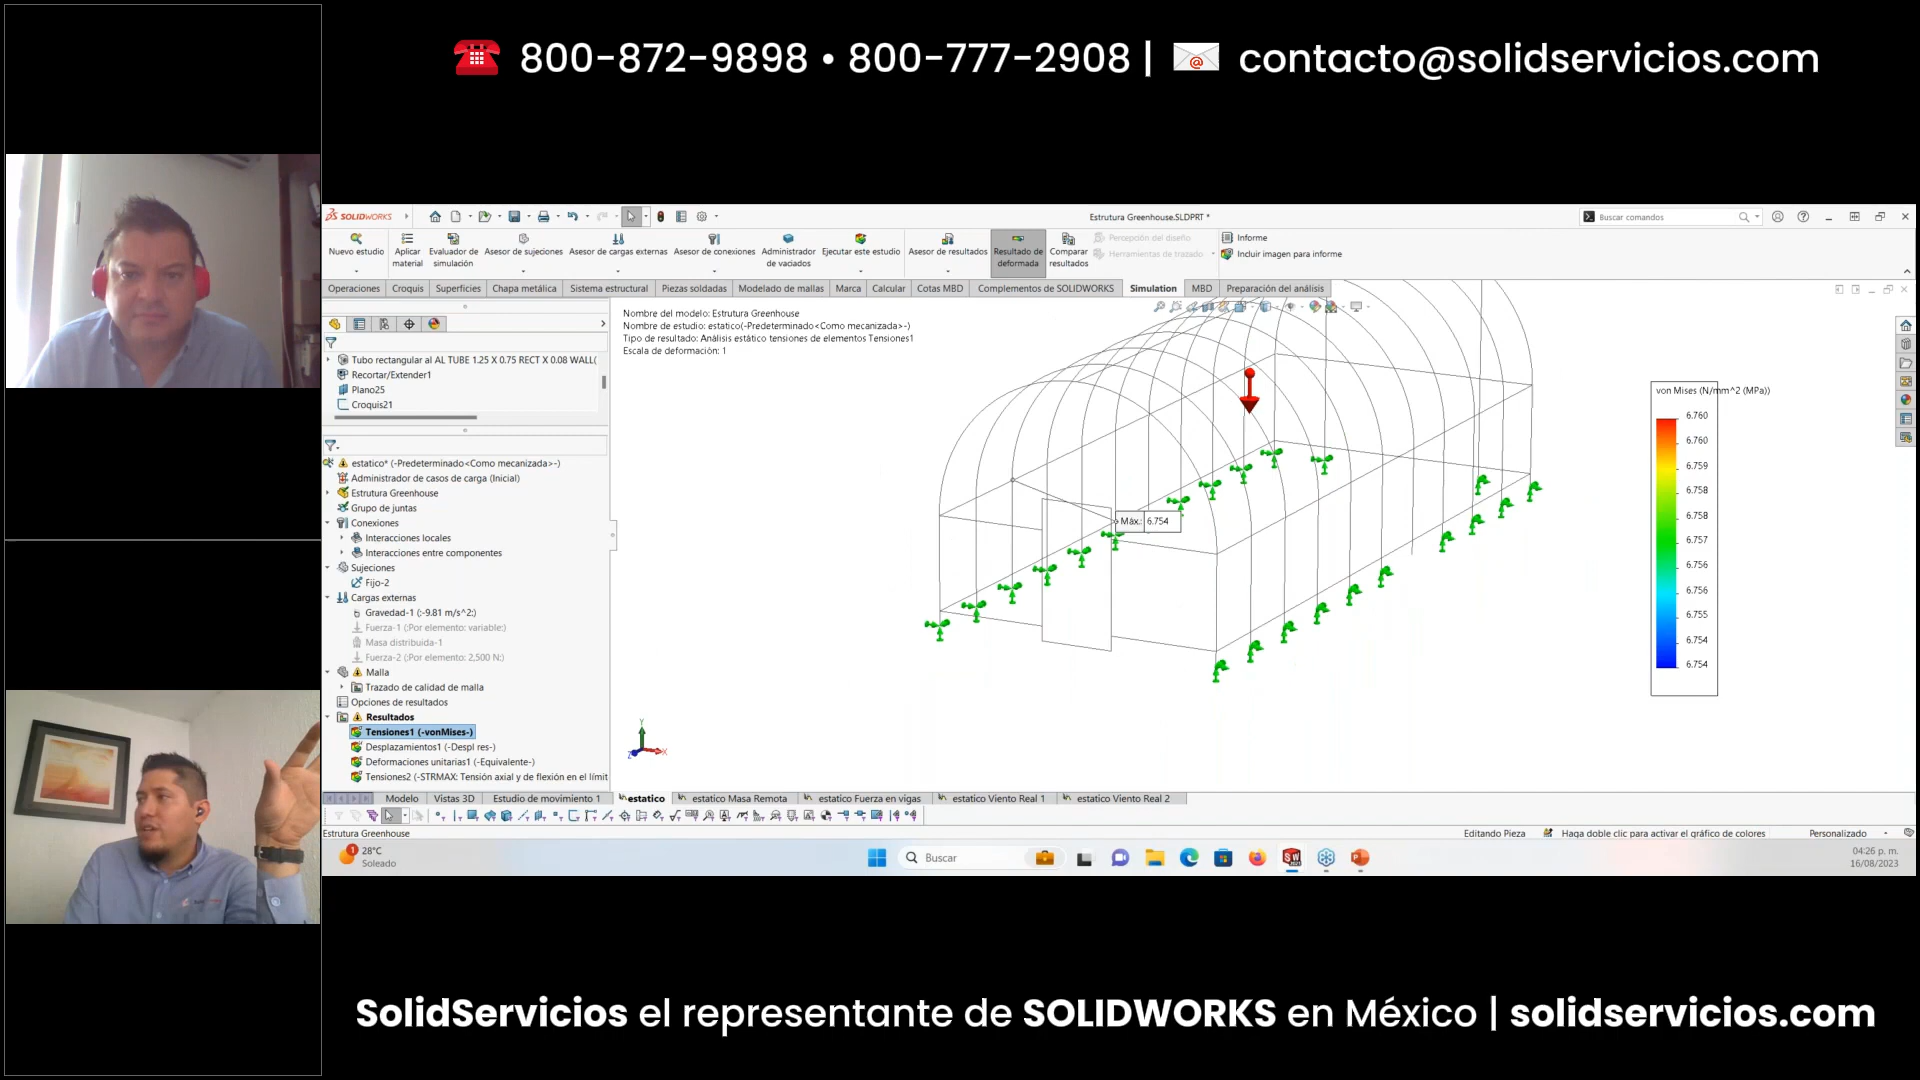 800-872-9898 • 800-777-2908 | contacto@solidservicios.com
SOLIDWORKS
Estrutura Greenhouse.SLDPRT *
Buscar comandos
Nuevo estudio
Aplicar material
Evaluador de simulación
Asesor de sujeciones
Asesor de cargas externas
Asesor de conexiones
Administrador de vaciados
Ejecutar este estudio
Asesor de resultados
Resultado de deformada
Comparar resultados
Percepción del diseño
Herramientas de trazado
Informe
Incluir imagen para informe
Operaciones Croquis Superficies Chapa metálica Sistema estructural Piezas soldadas Modelado de mallas Marca Calcular Cotas MBD Complementos de SOLIDWORKS Simulation MBD Preparación del análisis
Tubo rectangular al AL TUBE 1.25 X 0.75 RECT X 0.08 WALL(
Recortar/Extender1
Plano25
Croquis21
estatico* (-Predeterminado<Como mecanizada>-)
Administrador de casos de carga (Inicial)
Estrutura Greenhouse
Grupo de juntas
Conexiones
Interacciones locales
Interacciones entre componentes
Sujeciones
Fijo-2
Cargas externas
Gravedad-1 (:-9.81 m/s^2:)
Fuerza-1 (:Por elemento: variable:)
Masa distribuida-1
Fuerza-2 (:Por elemento: 2,500 N:)
Malla
Trazado de calidad de malla
Opciones de resultados
Resultados
Tensiones1 (-vonMises-)
Desplazamientos1 (-Despl res-)
Deformaciones unitarias1 (-Equivalente-)
Tensiones2 (-STRMAX: Tensión axial y de flexión en el límit
Nombre del modelo: Estrutura Greenhouse
Nombre de estudio: estatico(-Predeterminado<Como mecanizada>-)
Tipo de resultado: Análisis estático tensiones de elementos Tensiones1
Escala de deformación: 1
Máx.: 6.754
von Mises (N/mm^2 (MPa))
6.760
6.760
6.759
6.758
6.758
6.757
6.756
6.756
6.755
6.754
6.754
Y
X
Z
Modelo Vistas 3D Estudio de movimiento 1 estatico estatico Masa Remota estatico Fuerza en vigas estatico Viento Real 1 estatico Viento Real 2
Estrutura Greenhouse
Editando Pieza
Haga doble clic para activar el gráfico de colores
Personalizado
1
28°C
Soleado
Buscar
04:26 p. m.
16/08/2023
SolidServicios el representante de SOLIDWORKS en México | solidservicios.com